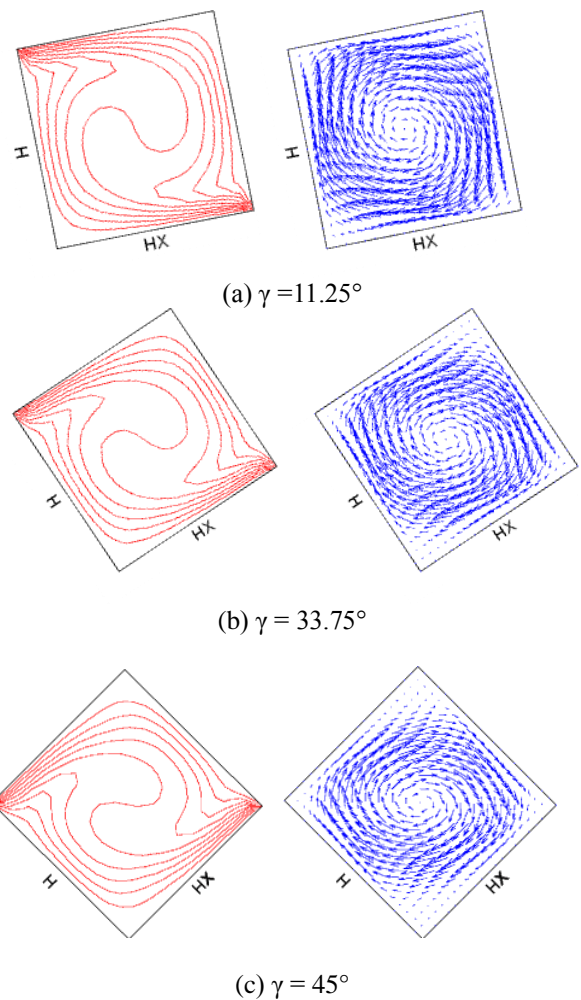 H
HX
H
HX
(a) γ =11.25°
H
HX
H
HX
(b) γ = 33.75°
H
HX
H
HX
(c) γ = 45°